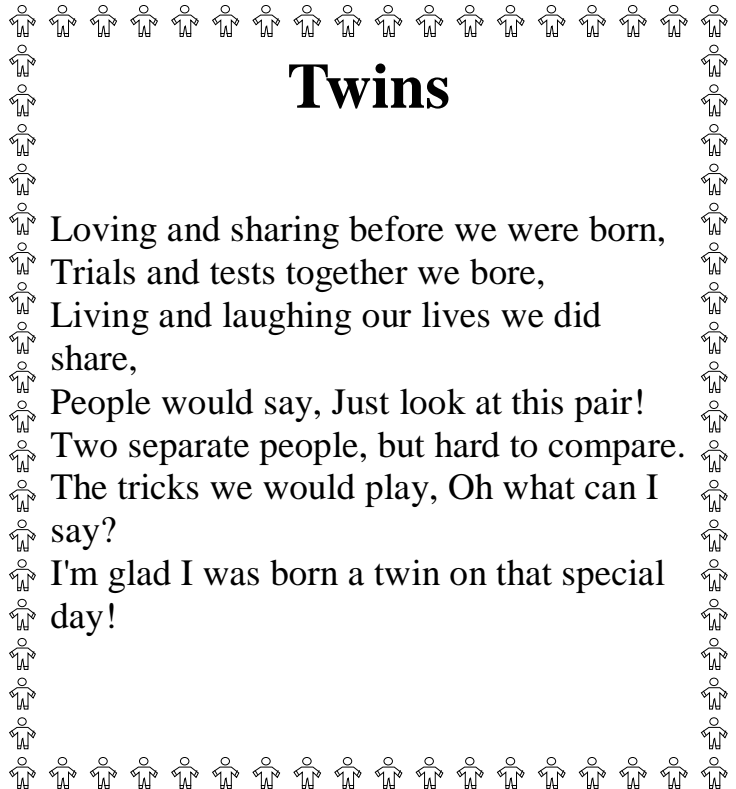 Twins
Loving and sharing before we were born,
Trials and tests together we bore,
Living and laughing our lives we did
share,
People would say, Just look at this pair!
Two separate people, but hard to compare.
The tricks we would play, Oh what can I
say?
I'm glad I was born a twin on that special
day!